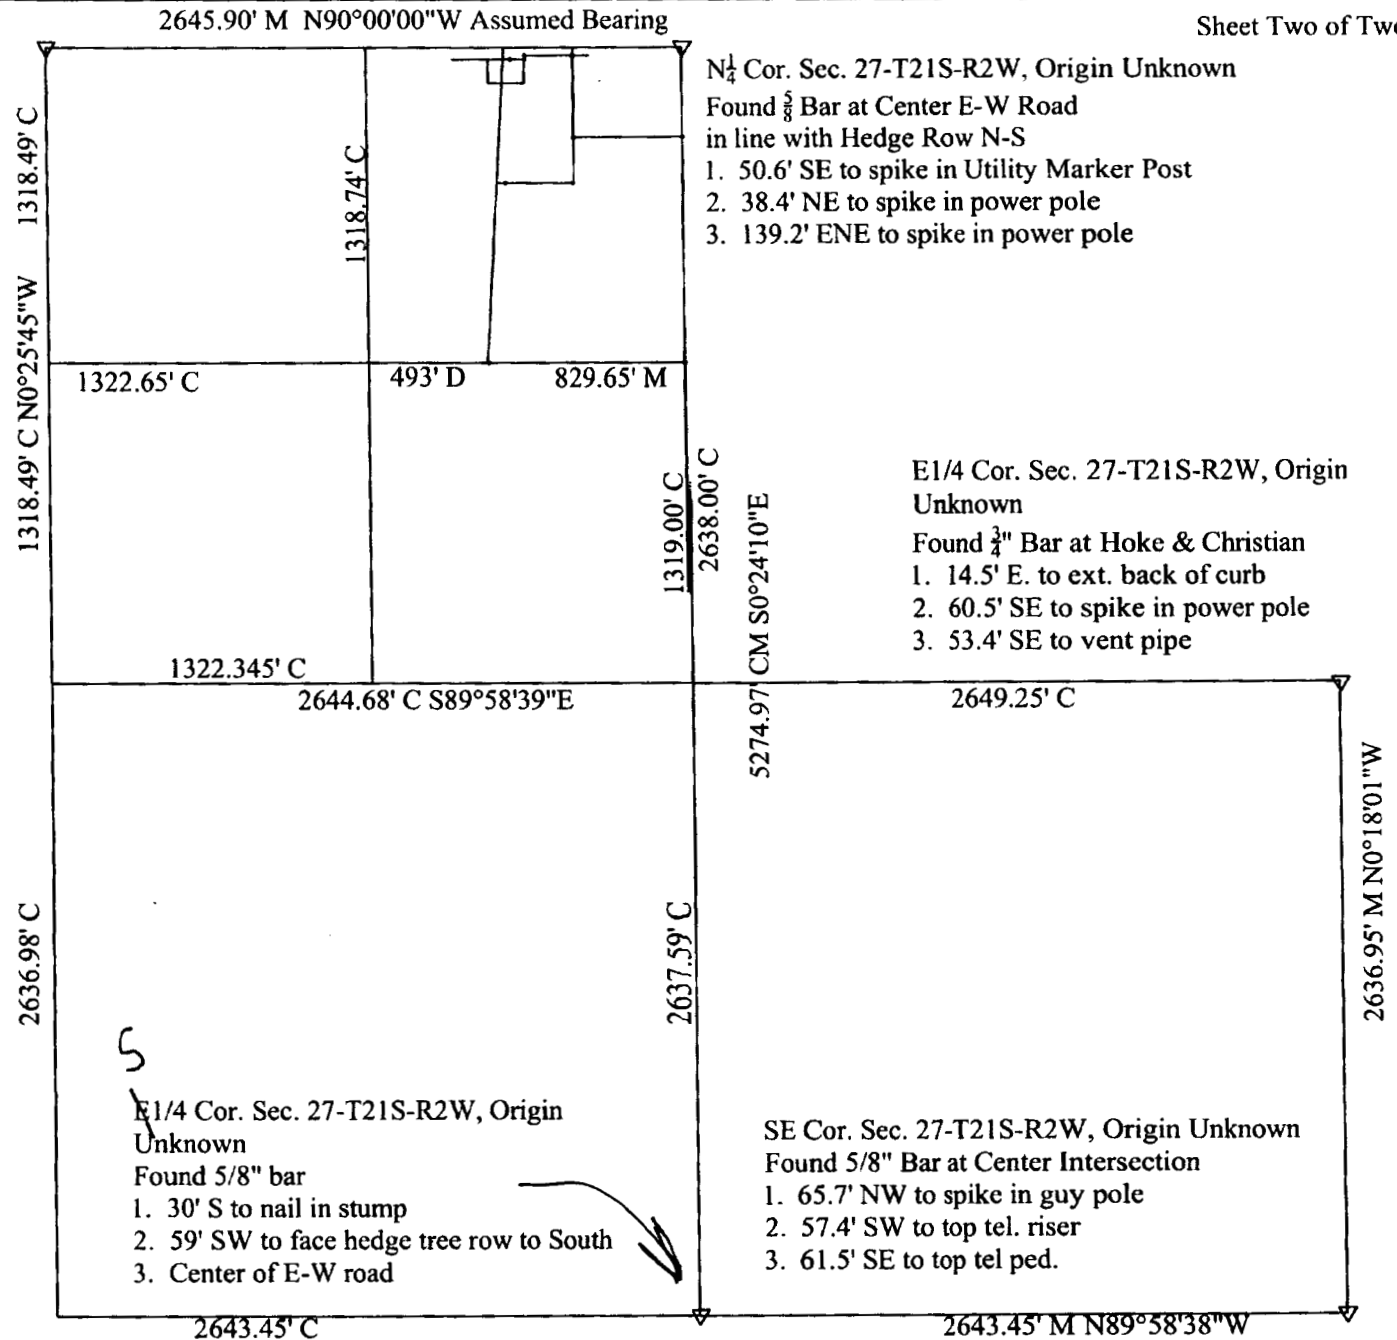 2645.90' M N90°00'00"W Assumed Bearing
Sheet Two of Two
N¼ Cor. Sec. 27-T21S-R2W, Origin Unknown
Found ⅝ Bar at Center E-W Road
in line with Hedge Row N-S
1. 50.6' SE to spike in Utility Marker Post
2. 38.4' NE to spike in power pole
3. 139.2' ENE to spike in power pole
1318.49' C
1318.74' C
1318.49' C N0°25'45"W
1322.65' C
493' D
829.65' M
1319.00' C
2638.00' C
5274.97' CM S0°24'10"E
E1/4 Cor. Sec. 27-T21S-R2W, Origin
Unknown
Found ¾" Bar at Hoke & Christian
1. 14.5' E. to ext. back of curb
2. 60.5' SE to spike in power pole
3. 53.4' SE to vent pipe
1322.345' C
2644.68' C S89°58'39"E
2649.25' C
2636.98' C
2637.59' C
2636.95' M N0°18'01"W
S
E1/4 Cor. Sec. 27-T21S-R2W, Origin
Unknown
Found 5/8" bar
1. 30' S to nail in stump
2. 59' SW to face hedge tree row to South
3. Center of E-W road
SE Cor. Sec. 27-T21S-R2W, Origin Unknown
Found 5/8" Bar at Center Intersection
1. 65.7' NW to spike in guy pole
2. 57.4' SW to top tel. riser
3. 61.5' SE to top tel ped.
2643.45' C
2643.45' M N89°58'38"W